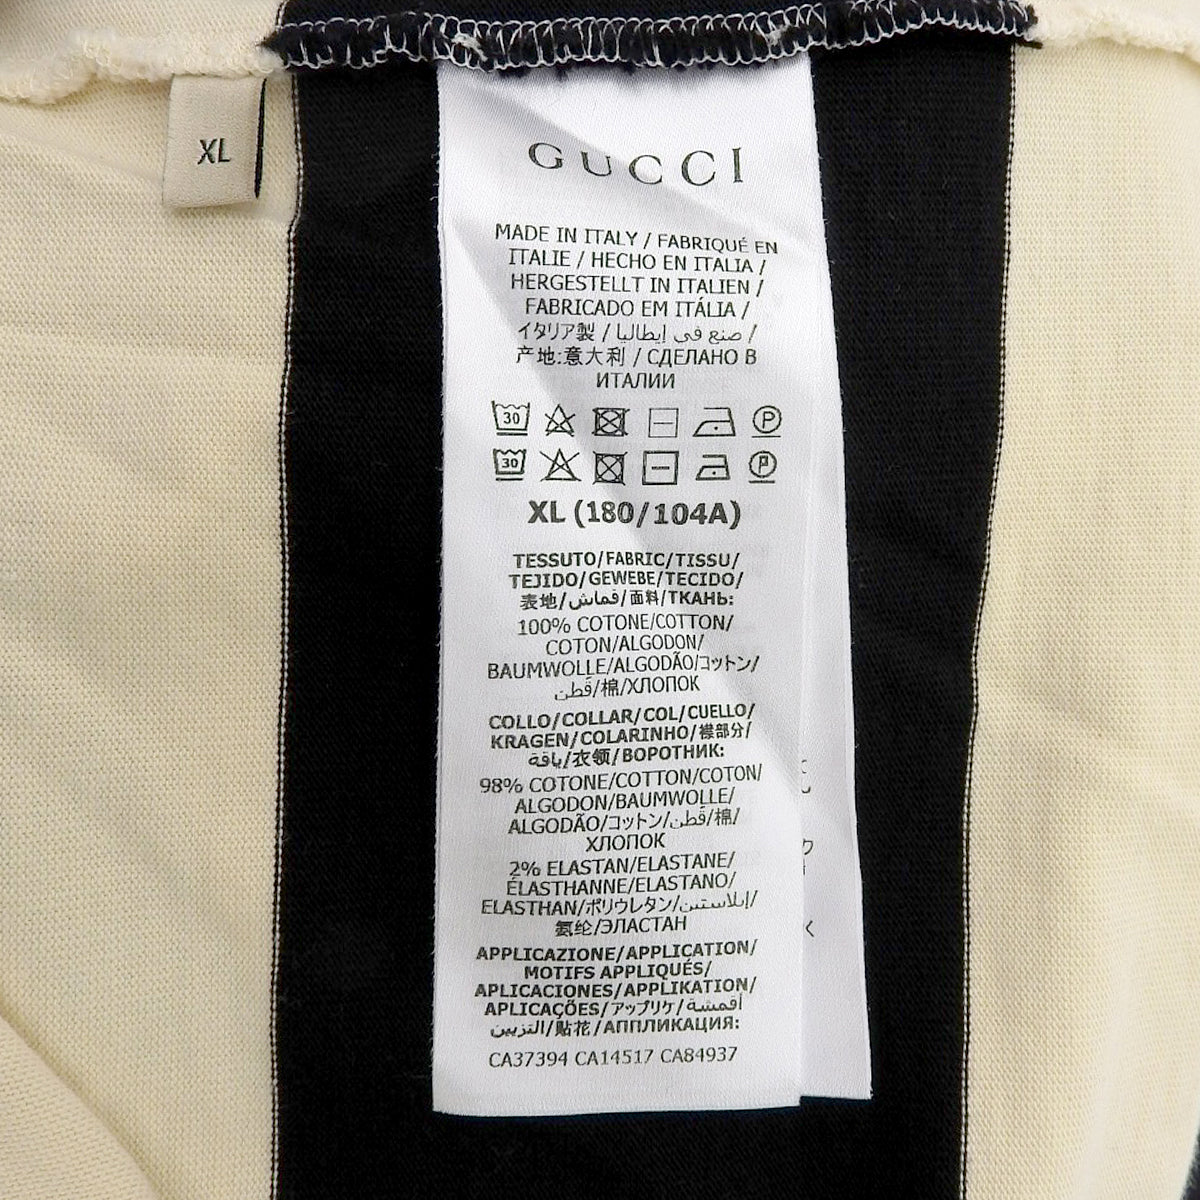 XL
GUCCI
MADE IN ITALY / FABRIQUÉ EN
ITALIE / HECHO EN ITALIA /
HERGESTELLT IN ITALIEN /
FABRICADO EM ITÁLIA /
イタリア製 / صنع في إيطاليا /
产地:意大利 / СДЕЛАНО В
ИТАЛИИ
30 P
30 P
XL (180/104A)
TESSUTO/FABRIC/TISSU/
TEJIDO/GEWEBE/TECIDO/
表地/قماش/面料/ТКАНЬ:
100% COTONE/COTTON/
COTON/ALGODON/
BAUMWOLLE/ALGODÃO/コットン/
قطن/棉/ХЛОПОК
COLLO/COLLAR/COL/CUELLO/
KRAGEN/COLARINHO/襟部分/
ياقة/衣领/ВОРОТНИК:
98% COTONE/COTTON/COTON/
ALGODON/BAUMWOLLE/
ALGODÃO/コットン/قطن/棉/
ХЛОПОК
2% ELASTAN/ELASTANE/
ÉLASTHANNE/ELASTANO/
ELASTHAN/ポリウレタン/إيلاستين/
氨纶/ЭЛАСТАН
APPLICAZIONE/APPLICATION/
MOTIFS APPLIQUÉS/
APLICACIONES/APPLIKATION/
APLICAÇÕES/アップリケ/أقمشة
التزيين/贴花/АППЛИКАЦИЯ:
CA37394 CA14517 CA84937